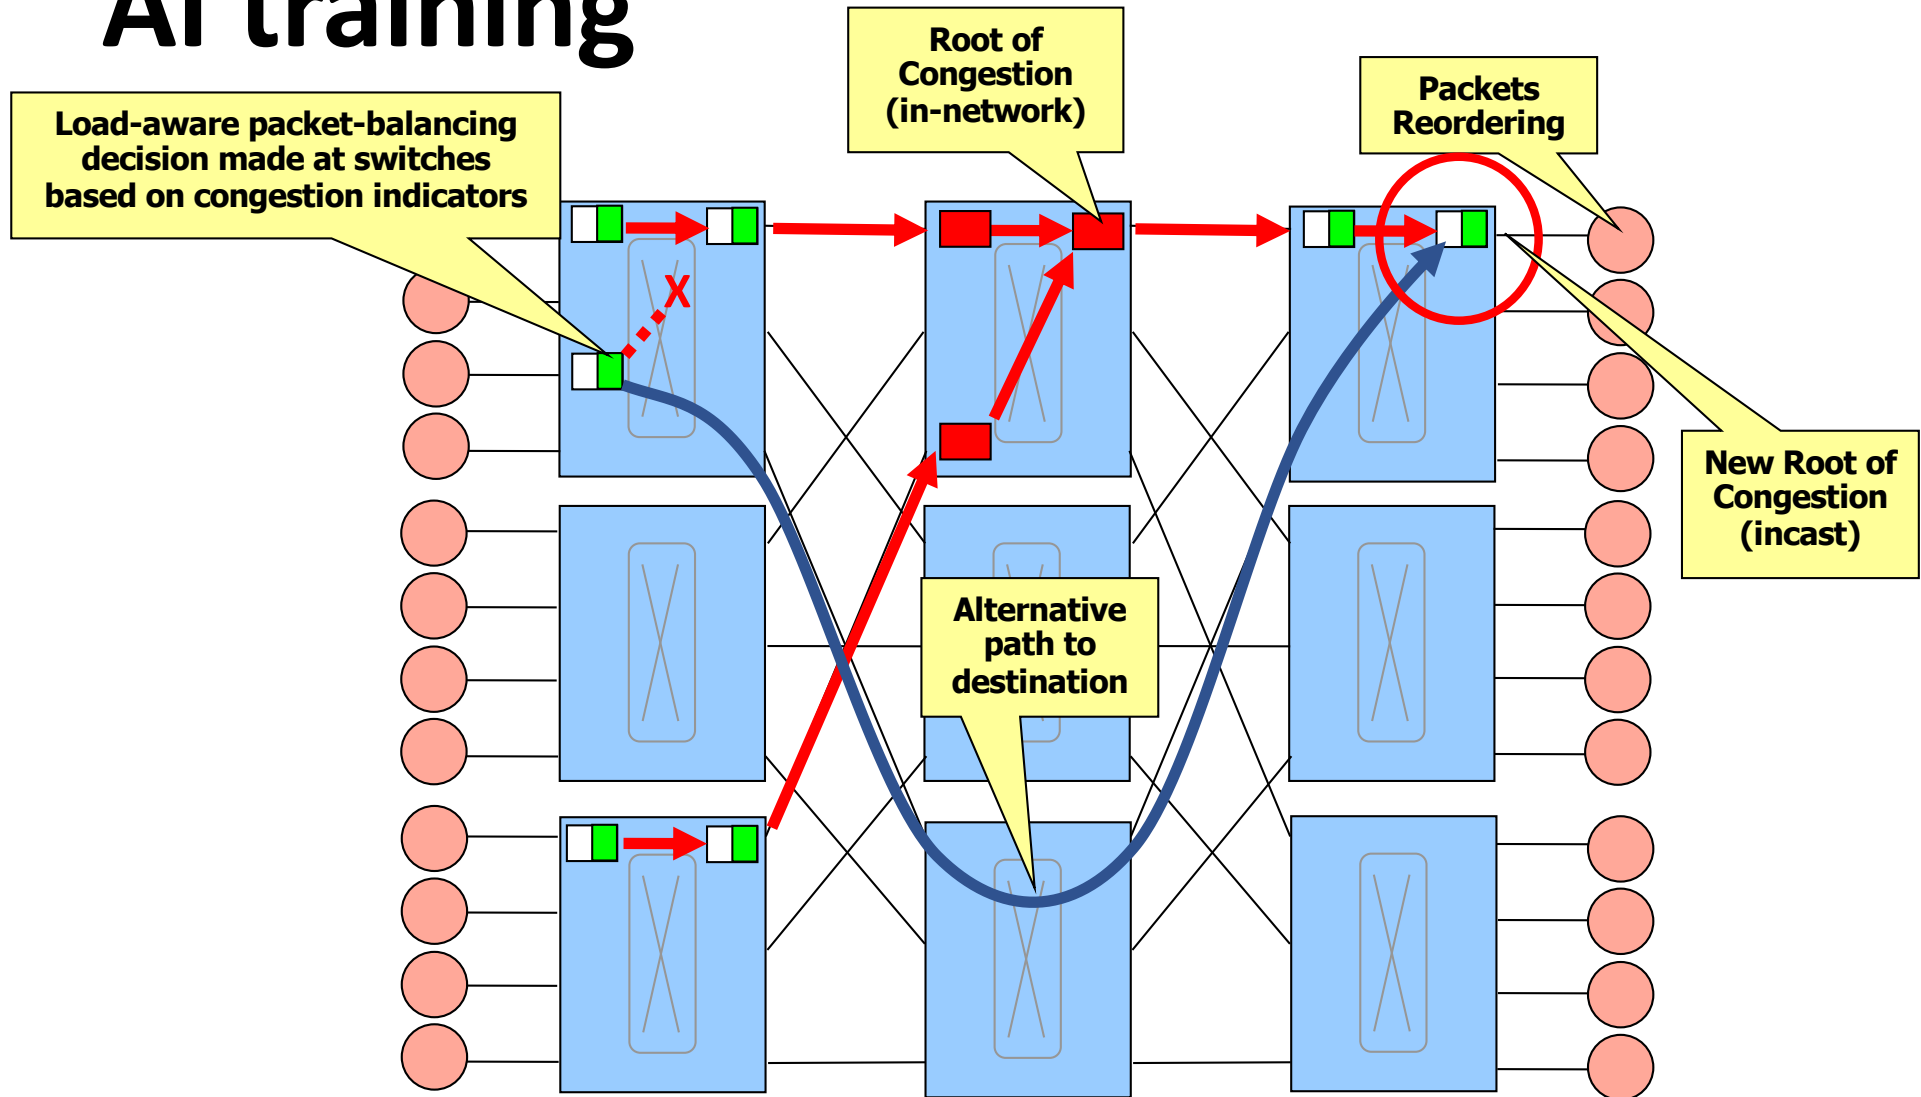 AI training
Root of
Congestion
(in-network)
Packets
Reordering
Load-aware packet-balancing
decision made at switches
based on congestion indicators
X
New Root of
Congestion
(incast)
Alternative
path to
destination